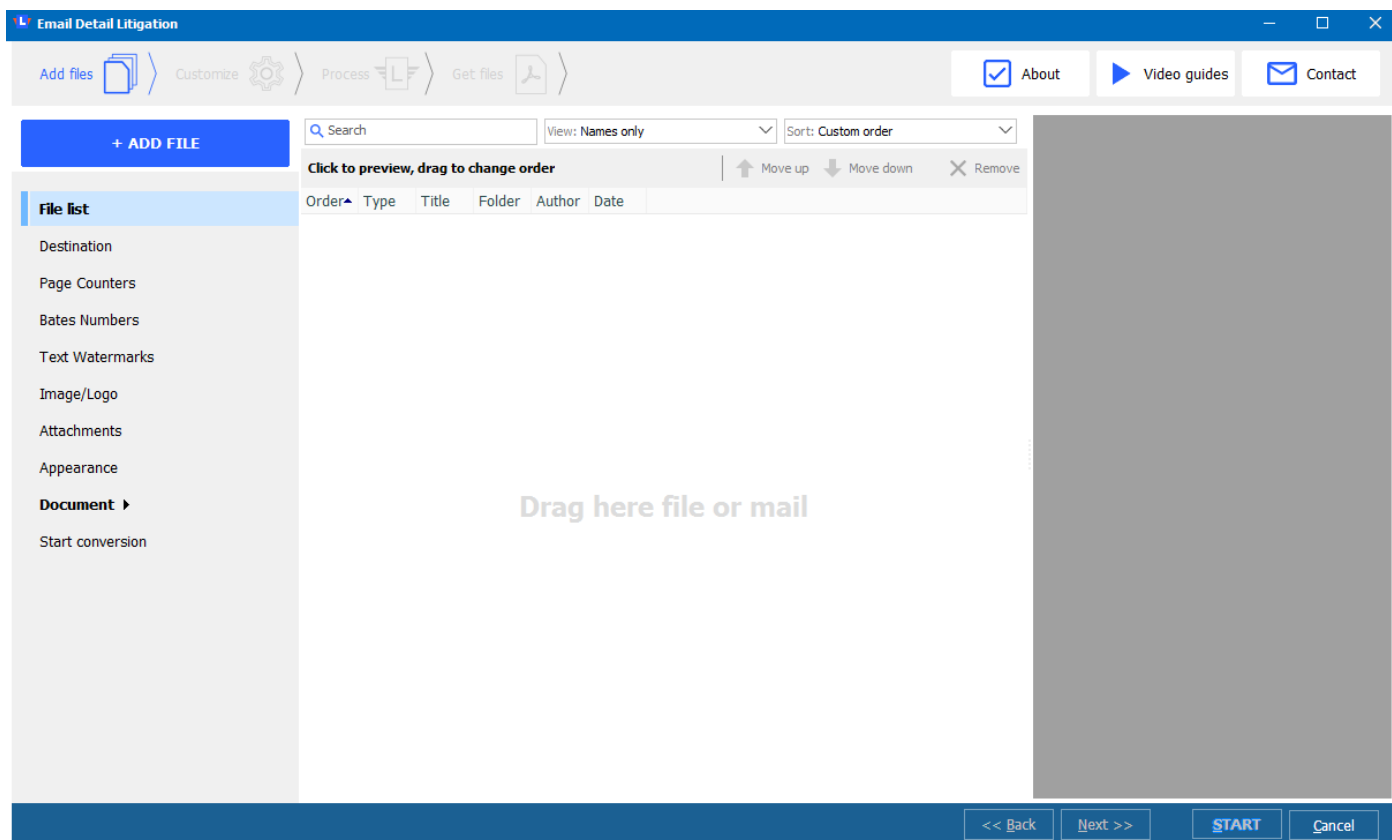 Email Detail Litigation
Add files Customize Process L Get files About Video guides Contact
+ ADD FILE
File list
Destination
Page Counters
Bates Numbers
Text Watermarks
Image/Logo
Attachments
Appearance
Document
Start conversion
Search View: Names only Sort: Custom order
Click to preview, drag to change order Move up Move down Remove
Order Type Title Folder Author Date
Drag here file or mail
<< Back Next >> START Cancel